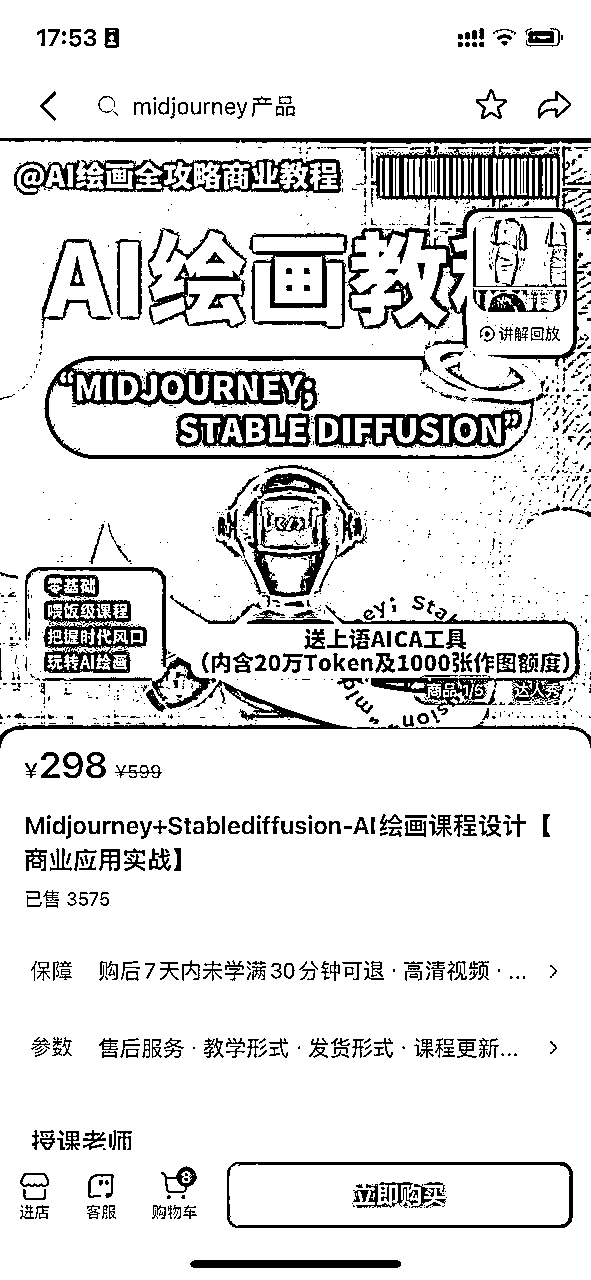 17:53
midjourney产品
@AI绘画全攻略商业教程
AI绘画教
讲解回放
“MIDJOURNEY;
STABLE DIFFUSION”
零基础
喂饭级课程
把握时代风口
玩转AI绘画
送上语AICA工具
（内含20万Token及1000张作图额度）
商品 1/5 达人秀
¥298 ¥599
Midjourney+Stablediffusion-AI绘画课程设计【
商业应用实战】
已售 3575
保障 购后7天内未学满30分钟可退 · 高清视频 · ...
参数 售后服务 · 教学形式 · 发货形式 · 课程更新...
授课老师
进店 客服 购物车 8 立即购买